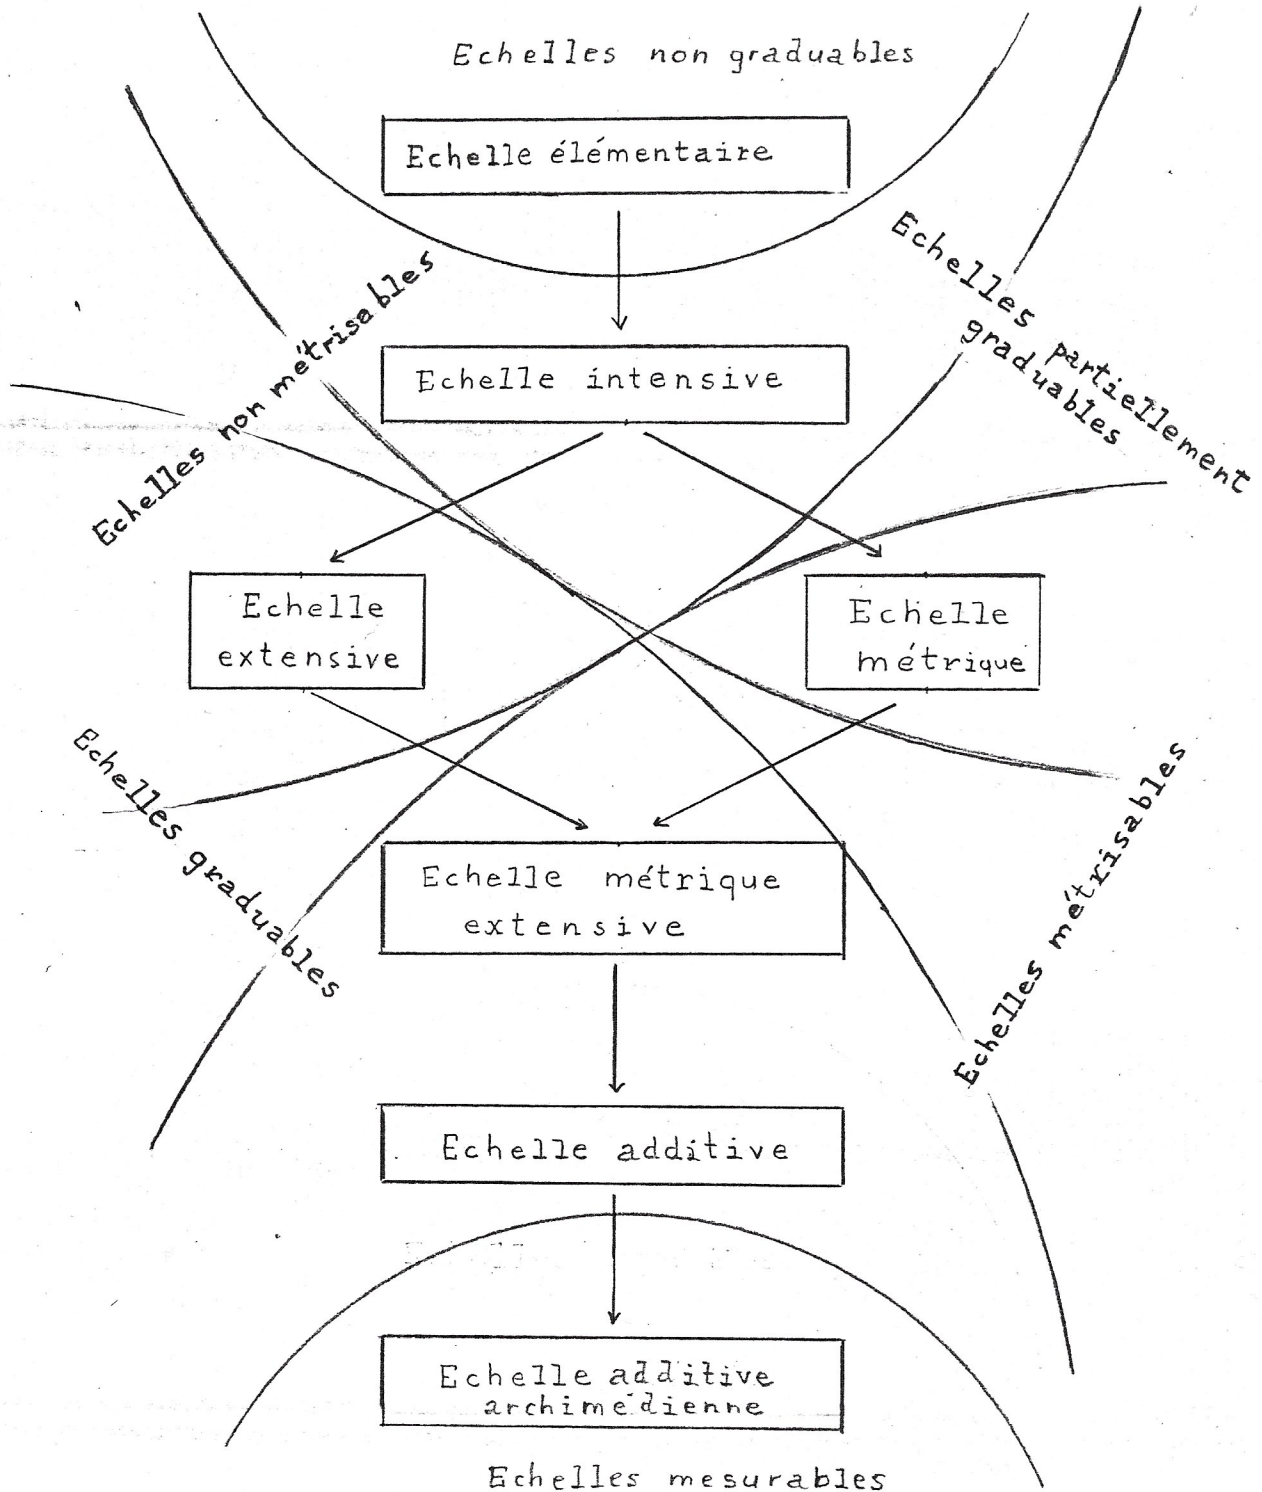 Echelles non graduables
Echelle élémentaire
Echelles non métrisables
Echelles partiellement
graduables
Echelle intensive
Echelle
extensive
Echelle
métrique
Echelles graduables
Echelles métrisables
Echelle métrique
extensive
Echelle additive
Echelle additive
archimédienne
Echelles mesurables